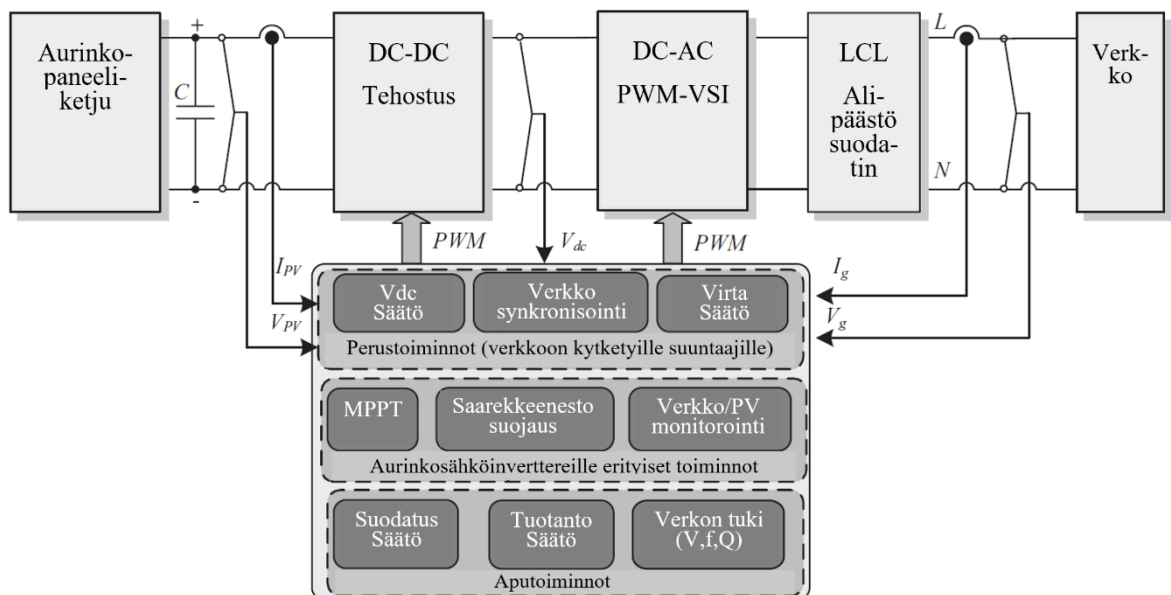 Aurinko-
paneeli-
ketju
+
C
-
DC-DC
Tehostus
DC-AC
PWM-VSI
LCL
Ali-
päästö
suoda-
tin
L
N
Verk-
ko
PWM
V_dc
PWM
I_PV
V_PV
I_g
V_g
Vdc
Säätö
Verkko
synkronisointi
Virta
Säätö
Perustoiminnot (verkkoon kytketyille suuntaajille)
MPPT
Saarekkeenesto
suojaus
Verkko/PV
monitorointi
Aurinkosähköinverttereille erityiset toiminnot
Suodatus
Säätö
Tuotanto
Säätö
Verkon tuki
(V,f,Q)
Aputoiminnot